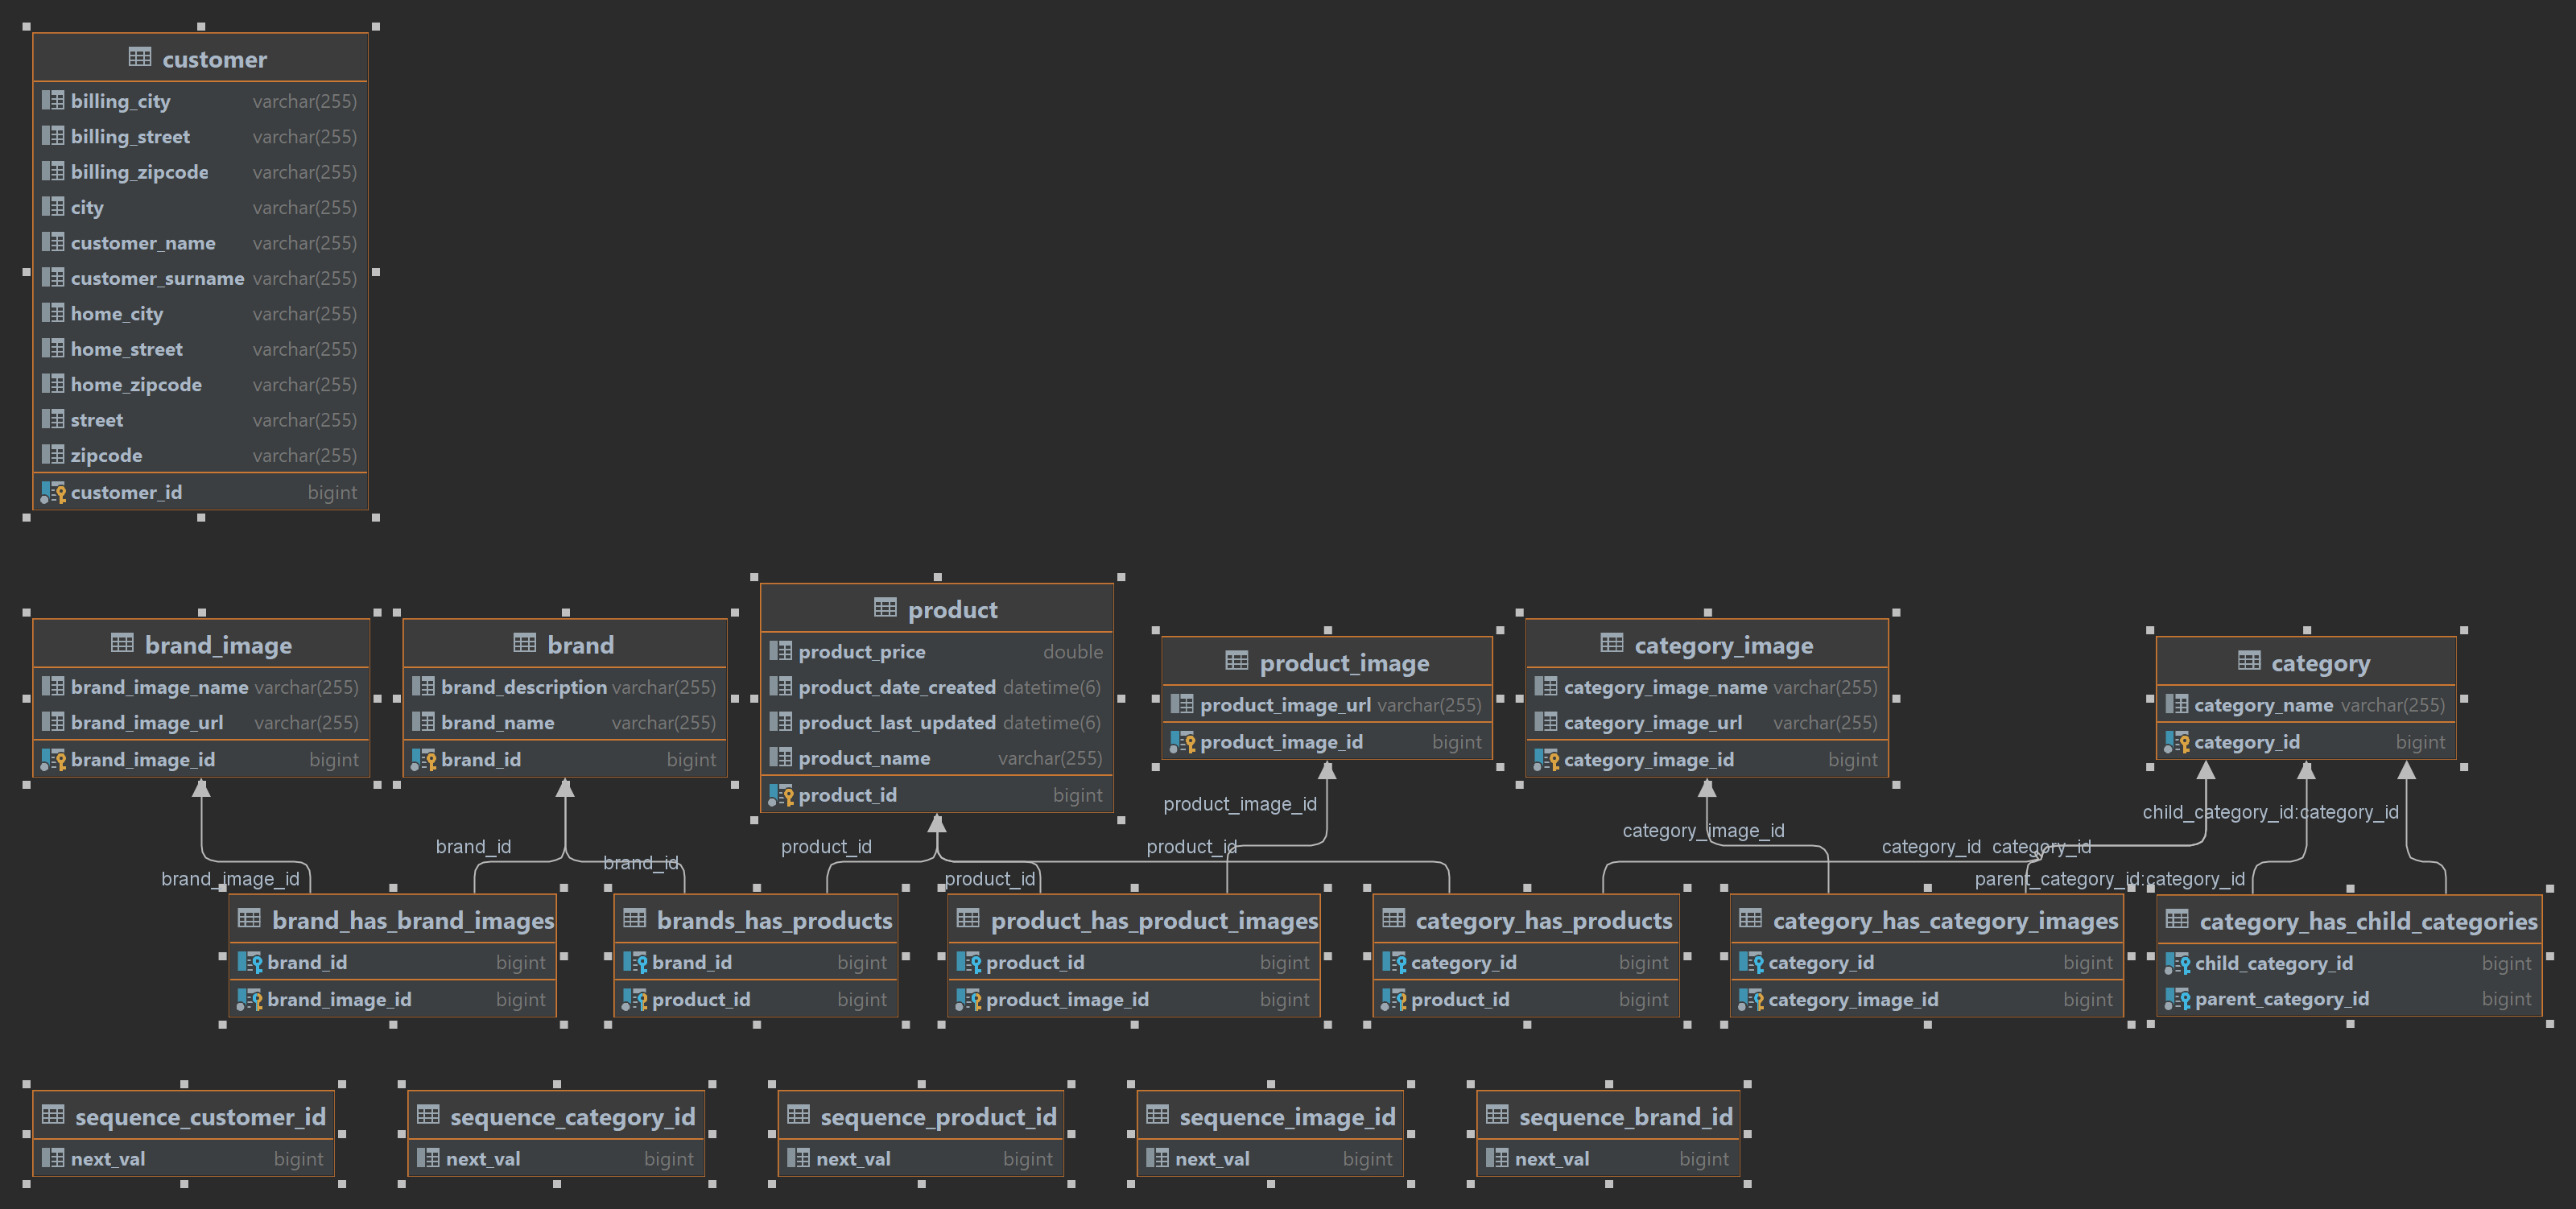 customer
billing_city varchar(255)
billing_street varchar(255)
billing_zipcode varchar(255)
city varchar(255)
customer_name varchar(255)
customer_surname varchar(255)
home_city varchar(255)
home_street varchar(255)
home_zipcode varchar(255)
street varchar(255)
zipcode varchar(255)
customer_id bigint
brand_image
brand_image_name varchar(255)
brand_image_url varchar(255)
brand_image_id bigint
brand
brand_description varchar(255)
brand_name varchar(255)
brand_id bigint
product
product_price double
product_date_created datetime(6)
product_last_updated datetime(6)
product_name varchar(255)
product_id bigint
product_image
product_image_url varchar(255)
product_image_id bigint
category_image
category_image_name varchar(255)
category_image_url varchar(255)
category_image_id bigint
category
category_name varchar(255)
category_id bigint
brand_image_id
brand_id
brand_id
product_id
product_id
product_image_id
product_id
category_image_id
category_id
category_id
child_category_id:category_id
parent_category_id:category_id
brand_has_brand_images
brand_id bigint
brand_image_id bigint
brands_has_products
brand_id bigint
product_id bigint
product_has_product_images
product_id bigint
product_image_id bigint
category_has_products
category_id bigint
product_id bigint
category_has_category_images
category_id bigint
category_image_id bigint
category_has_child_categories
child_category_id bigint
parent_category_id bigint
sequence_customer_id
next_val bigint
sequence_category_id
next_val bigint
sequence_product_id
next_val bigint
sequence_image_id
next_val bigint
sequence_brand_id
next_val bigint